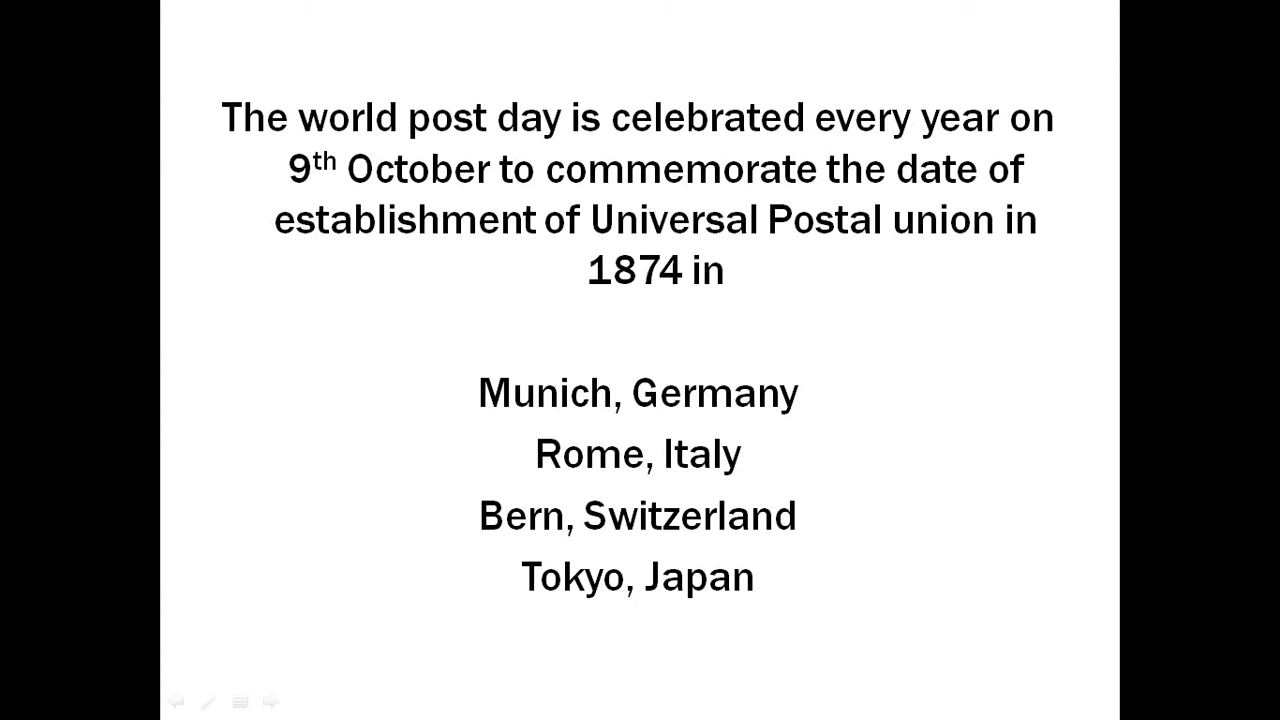 The world post day is celebrated every year on
9th October to commemorate the date of
establishment of Universal Postal union in
1874 in
Munich, Germany
Rome, Italy
Bern, Switzerland
Tokyo, Japan